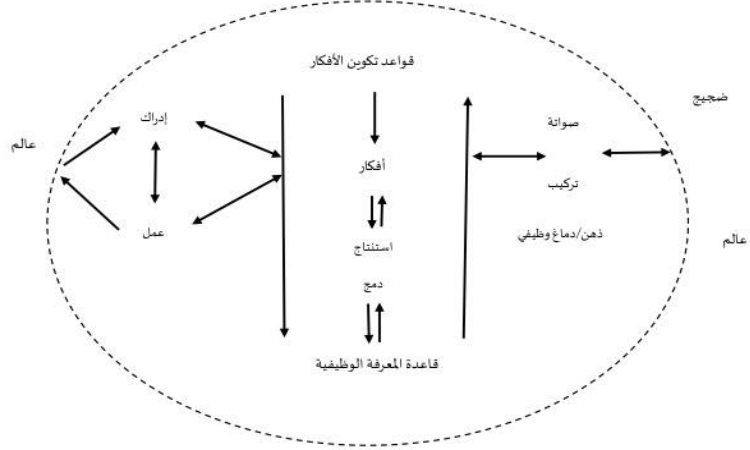 قواعد تكوين الأفكار
ضجيج
إدراك
صواتة
عالم
أفكار
تركيب
عمل
ذهن/دماغ وظيفي
عالم
استنتاج
دمج
قاعدة المعرفة الوظيفية